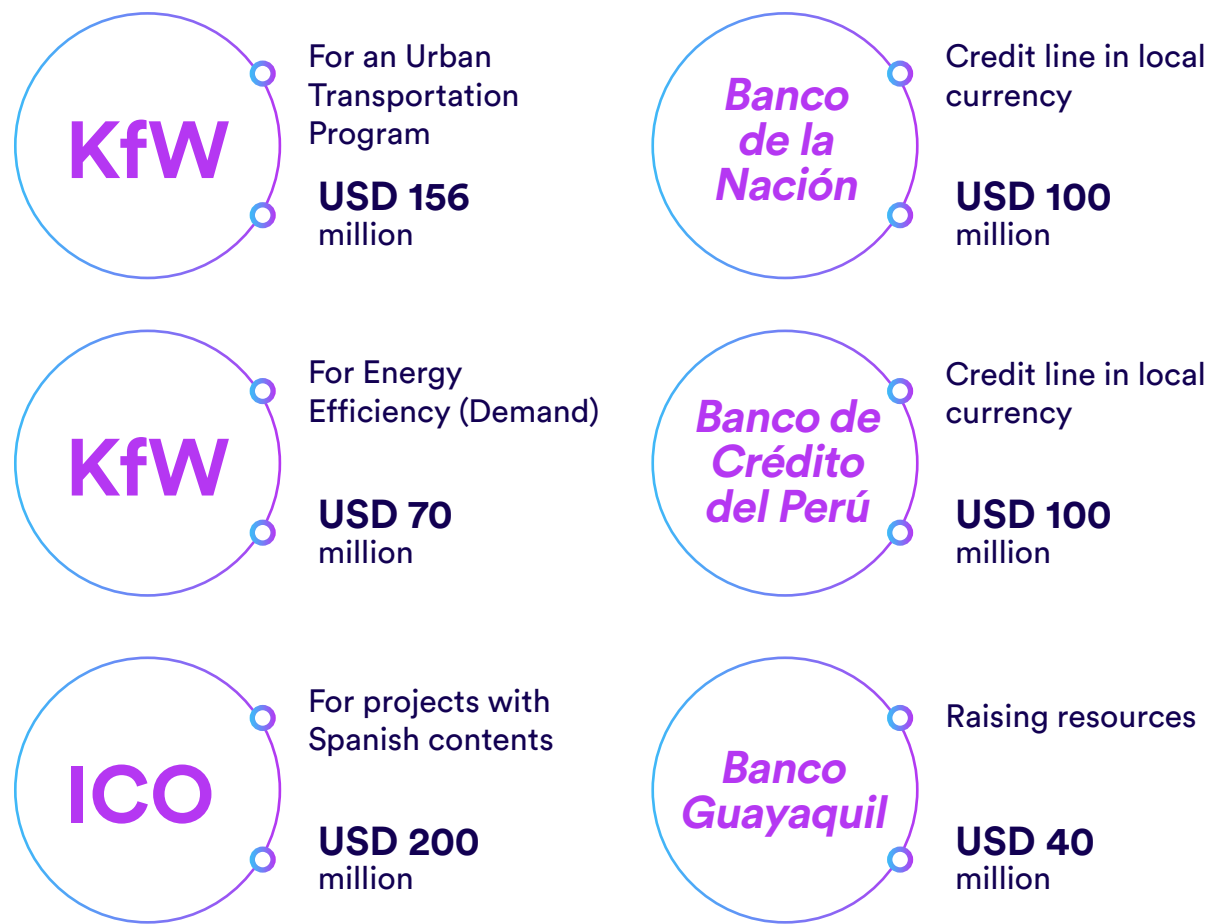 KfW
For an Urban
Transportation
Program
USD 156
million
Banco
de la
Nación
Credit line in local
currency
USD 100
million
KfW
For Energy
Efficiency (Demand)
USD 70
million
Banco de
Crédito
del Perú
Credit line in local
currency
USD 100
million
ICO
For projects with
Spanish contents
USD 200
million
Banco
Guayaquil
Raising resources
USD 40
million